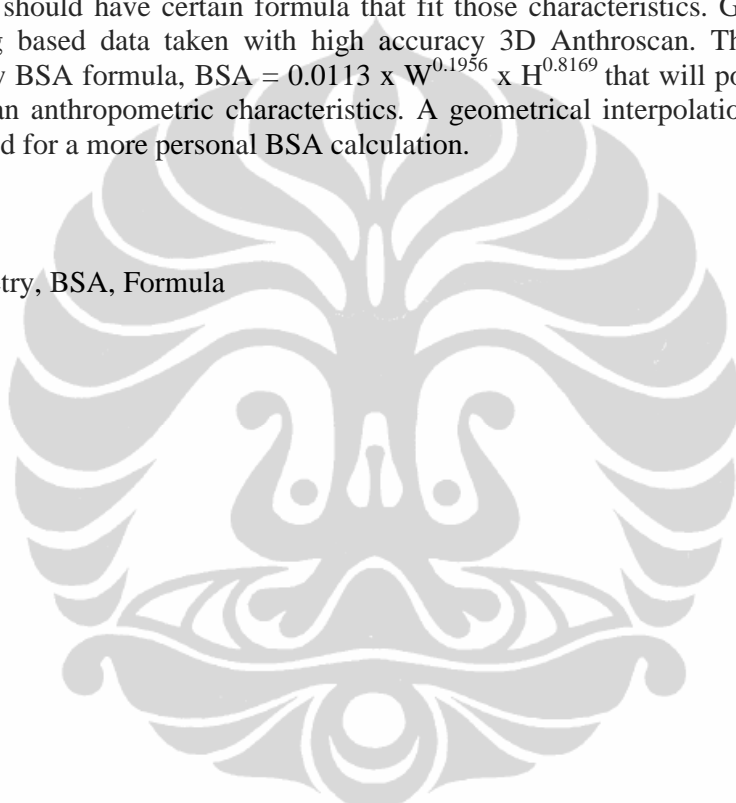 should have certain formula that fit those characteristics. G
based data taken with high accuracy 3D Anthroscan. Th
BSA formula, BSA = 0.0113 x W^0.1956 x H^0.8169 that will po
an anthropometric characteristics. A geometrical interpolation
d for a more personal BSA calculation.
etry, BSA, Formula